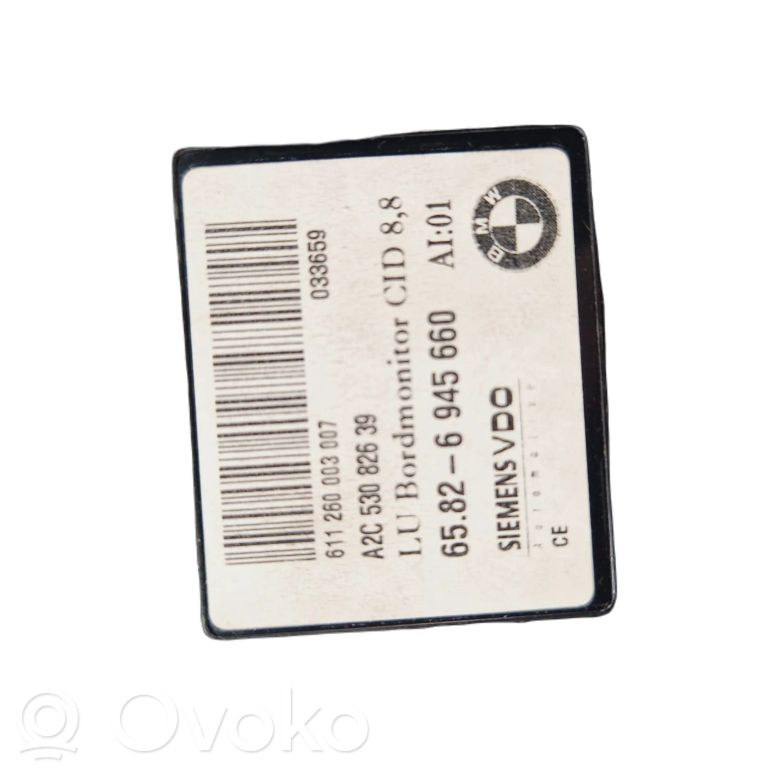 033659
611 260 003 007
A2C 530 826 39
LU Bordmonitor CID 8,8
65.82-6 945 660 AI:01
BMW
SIEMENS VDO
Automotive
CE
Ovoko